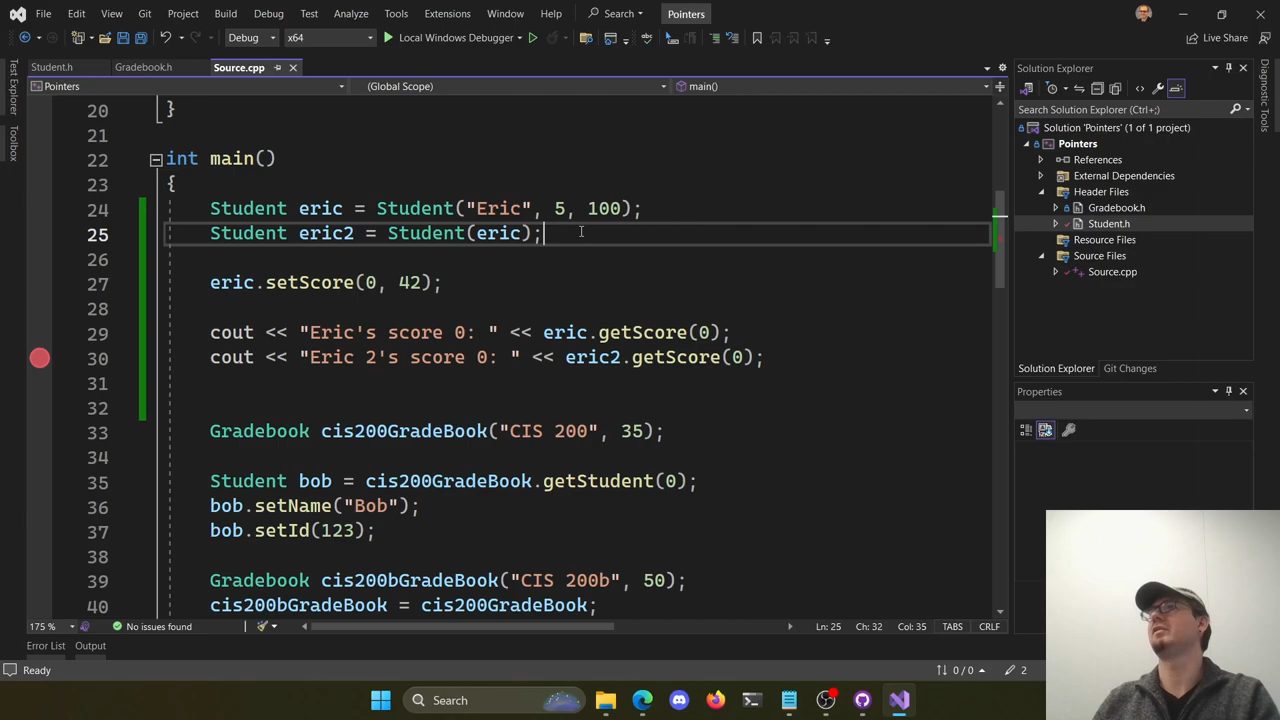 File Edit View Git Project Build Debug Test Analyze Tools Extensions Window Help Search Pointers
Debug x64 Local Windows Debugger Live Share
Student.h Gradebook.h Source.cpp
Pointers (Global Scope) main()
Test Explorer
Toolbox
20 }
21
22 int main()
23 {
24 Student eric = Student("Eric", 5, 100);
25 Student eric2 = Student(eric);
26
27 eric.setScore(0, 42);
28
29 cout << "Eric's score 0: " << eric.getScore(0);
30 cout << "Eric 2's score 0: " << eric2.getScore(0);
31
32
33 Gradebook cis200GradeBook("CIS 200", 35);
34
35 Student bob = cis200GradeBook.getStudent(0);
36 bob.setName("Bob");
37 bob.setId(123);
38
39 Gradebook cis200bGradeBook("CIS 200b", 50);
40 cis200bGradeBook = cis200GradeBook;
175 % No issues found Ln: 25 Ch: 32 Col: 35 TABS CRLF
Error List Output
Ready 0 / 0 2
Solution Explorer
Search Solution Explorer (Ctrl+;)
Solution 'Pointers' (1 of 1 project)
Pointers
References
External Dependencies
Header Files
Gradebook.h
Student.h
Resource Files
Source Files
Source.cpp
Solution Explorer Git Changes
Properties
Diagnostic Tools
Search